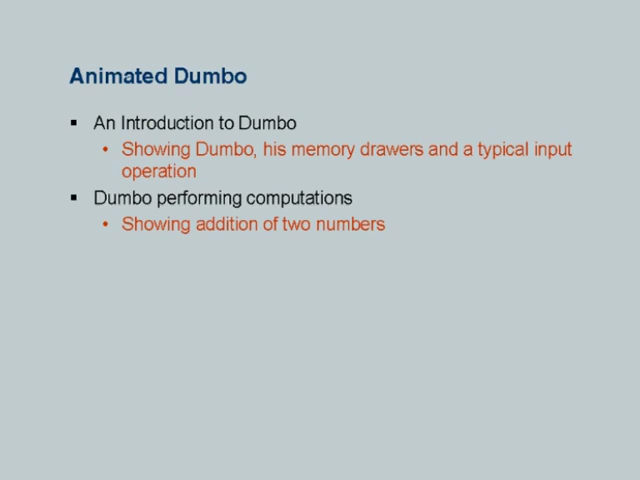 Animated Dumbo
▪ An Introduction to Dumbo
• Showing Dumbo, his memory drawers and a typical input
operation
▪ Dumbo performing computations
• Showing addition of two numbers